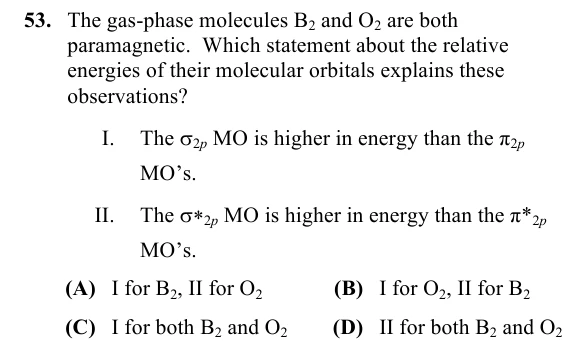 53. The gas-phase molecules B₂ and O₂ are both
paramagnetic. Which statement about the relative
energies of their molecular orbitals explains these
observations?
I. The σ₂ₚ MO is higher in energy than the π₂ₚ
MO's.
II. The σ*₂ₚ MO is higher in energy than the π*₂ₚ
MO's.
(A) I for B₂, II for O₂ (B) I for O₂, II for B₂
(C) I for both B₂ and O₂ (D) II for both B₂ and O₂